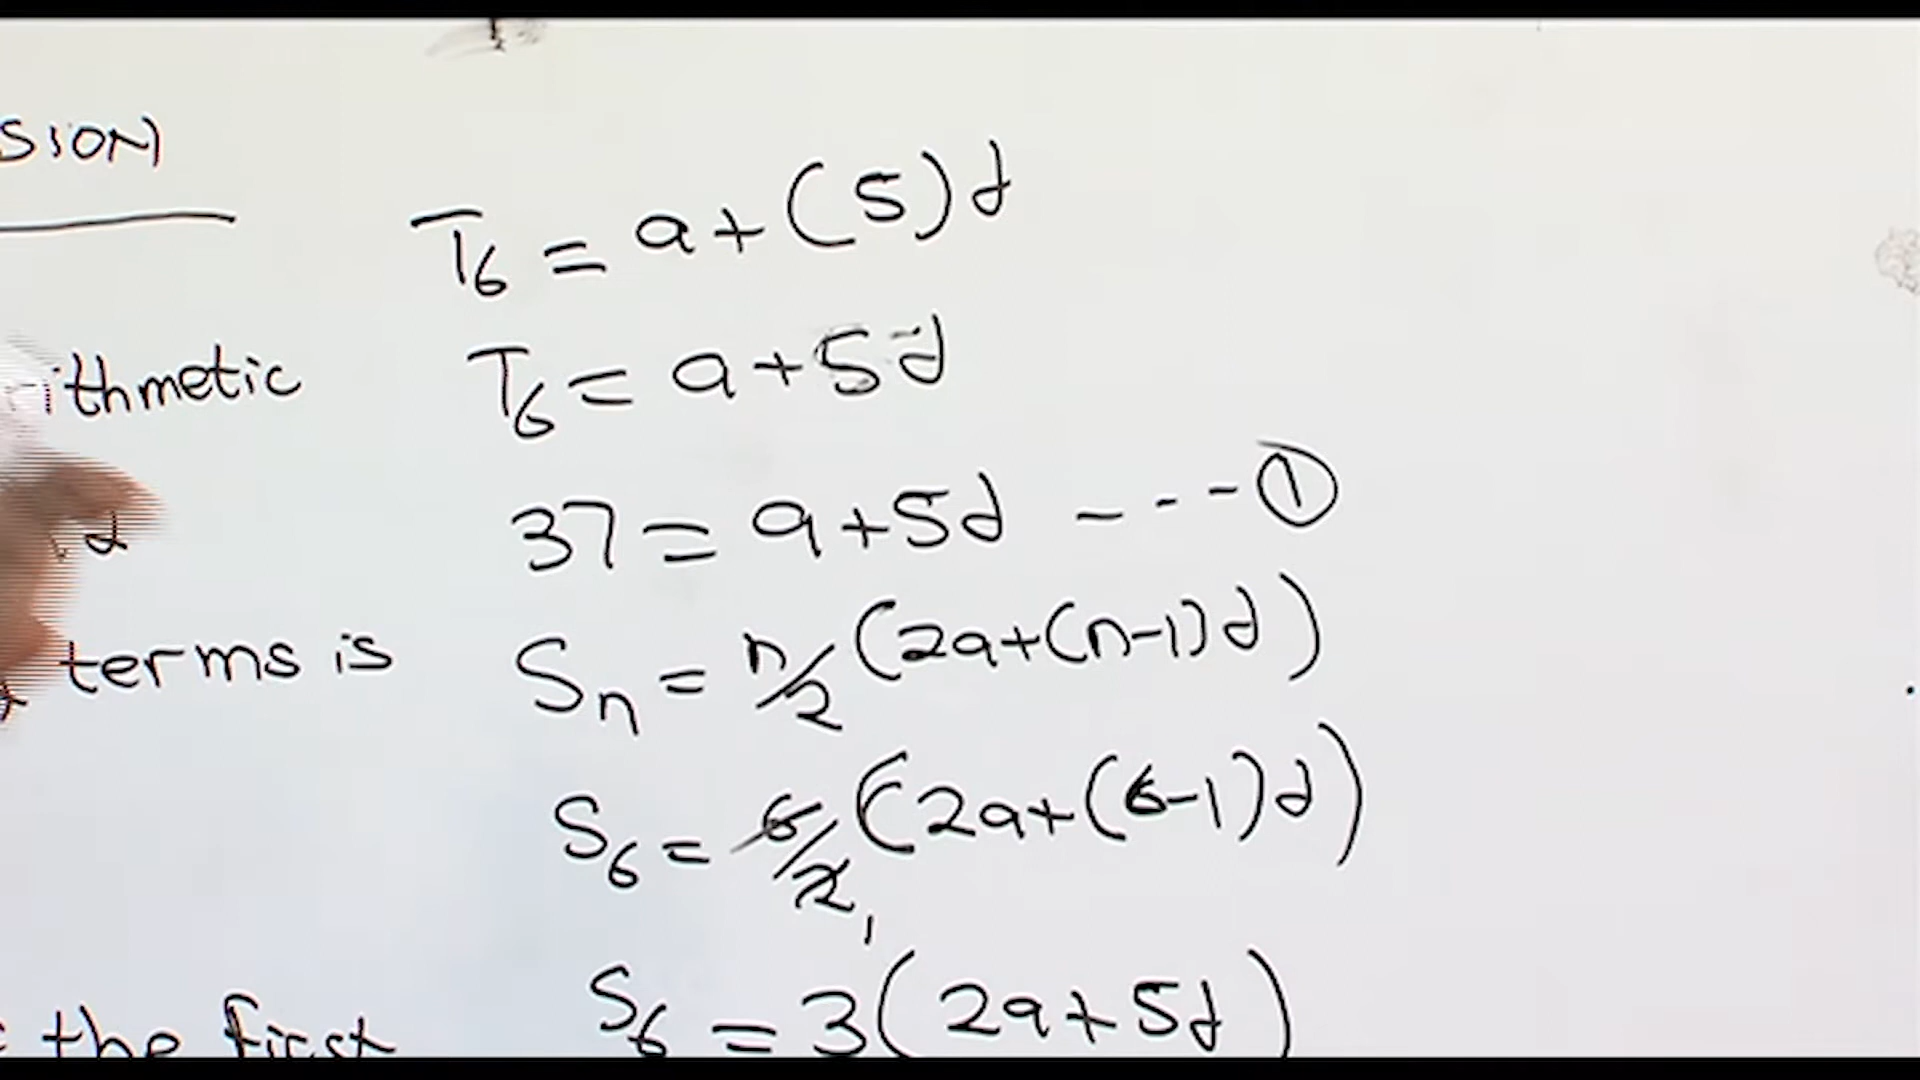 SION
T₆ = a+(5)d
ithmetic
T₆ = a+5d
37 = a+5d ---①
terms is
Sn = n/2 (2a+(n-1)d)
S₆ = 6/2 (2a+(6-1)d)
1
the first
S₆ = 3(2a+5d)